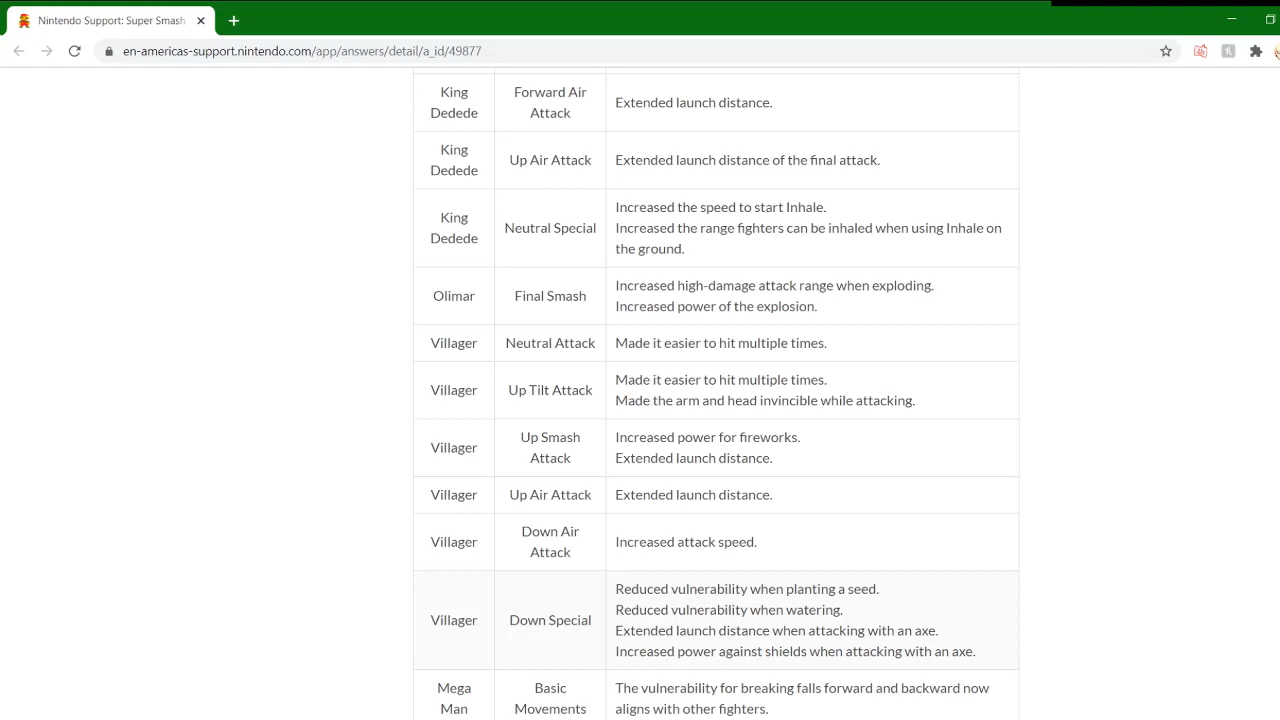 Nintendo Support: Super Smash
en-americas-support.nintendo.com/app/answers/detail/a_id/49877
King
Dedede
Forward Air
Attack
Extended launch distance.
King
Dedede
Up Air Attack
Extended launch distance of the final attack.
King
Dedede
Neutral Special
Increased the speed to start Inhale.
Increased the range fighters can be inhaled when using Inhale on
the ground.
Olimar
Final Smash
Increased high-damage attack range when exploding.
Increased power of the explosion.
Villager
Neutral Attack
Made it easier to hit multiple times.
Villager
Up Tilt Attack
Made it easier to hit multiple times.
Made the arm and head invincible while attacking.
Villager
Up Smash
Attack
Increased power for fireworks.
Extended launch distance.
Villager
Up Air Attack
Extended launch distance.
Villager
Down Air
Attack
Increased attack speed.
Villager
Down Special
Reduced vulnerability when planting a seed.
Reduced vulnerability when watering.
Extended launch distance when attacking with an axe.
Increased power against shields when attacking with an axe.
Mega
Man
Basic
Movements
The vulnerability for breaking falls forward and backward now
aligns with other fighters.